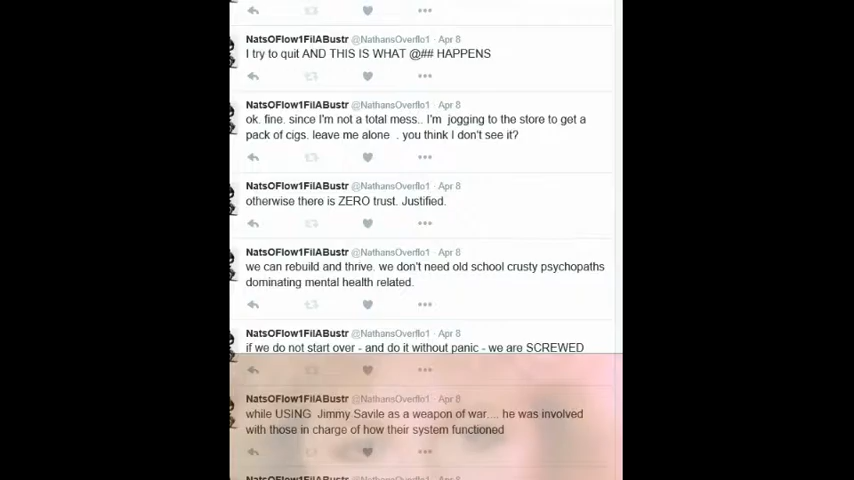 NatsOFlow1FilABustr @NathansOverflo1 · Apr 8
I try to quit AND THIS IS WHAT @## HAPPENS
NatsOFlow1FilABustr @NathansOverflo1 · Apr 8
ok. fine. since I'm not a total mess.. I'm jogging to the store to get a
pack of cigs. leave me alone . you think I don't see it?
NatsOFlow1FilABustr @NathansOverflo1 · Apr 8
otherwise there is ZERO trust. Justified.
NatsOFlow1FilABustr @NathansOverflo1 · Apr 8
we can rebuild and thrive. we don't need old school crusty psychopaths
dominating mental health related.
NatsOFlow1FilABustr @NathansOverflo1 · Apr 8
if we do not start over - and do it without panic - we are SCREWED
NatsOFlow1FilABustr @NathansOverflo1 · Apr 8
while USING Jimmy Savile as a weapon of war.... he was involved
with those in charge of how their system functioned
NatsOFlow1FilABustr @NathansOverflo1 · Apr 8